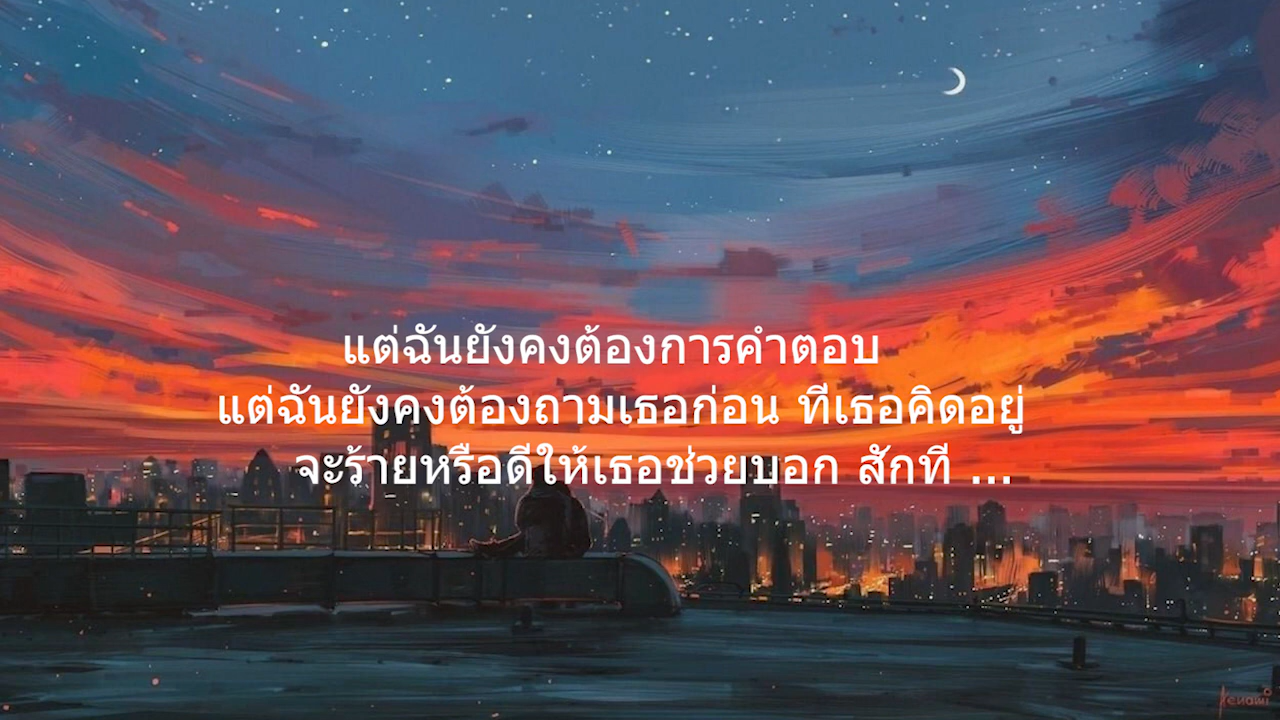 แต่ฉันยังคงต้องการคำตอบ
แต่ฉันยังคงต้องถามเธอก่อน ที่เธอคิดอยู่
จะร้ายหรือดีให้เธอช่วยบอก สักที ...
Aenami